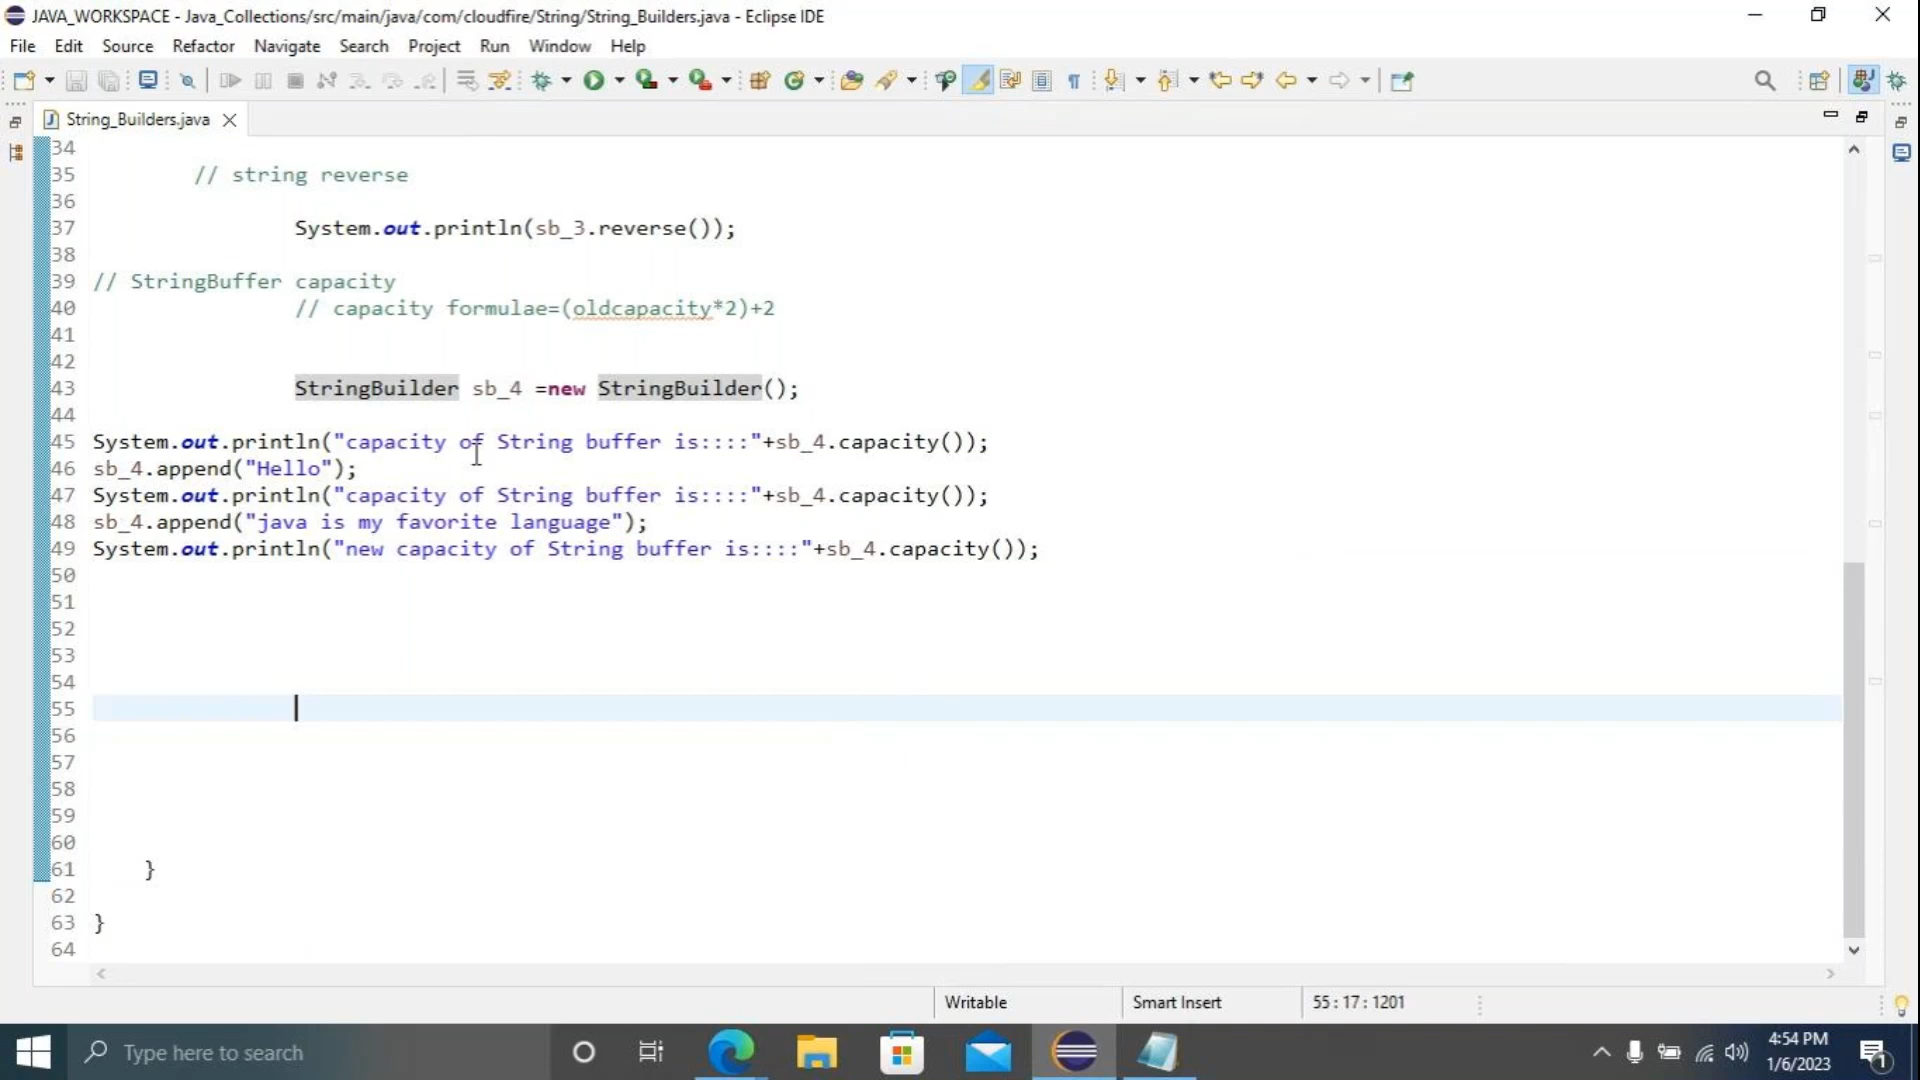 JAVA_WORKSPACE - Java_Collections/src/main/java/com/cloudfire/String/String_Builders.java - Eclipse IDE
File Edit Source Refactor Navigate Search Project Run Window Help
String_Builders.java
34
35 // string reverse
36
37 System.out.println(sb_3.reverse());
38
39 // StringBuffer capacity
40 // capacity formulae=(oldcapacity*2)+2
41
42
43 StringBuilder sb_4 =new StringBuilder();
44
45 System.out.println("capacity of String buffer is::::"+sb_4.capacity());
46 sb_4.append("Hello");
47 System.out.println("capacity of String buffer is::::"+sb_4.capacity());
48 sb_4.append("java is my favorite language");
49 System.out.println("new capacity of String buffer is::::"+sb_4.capacity());
50
51
52
53
54
55
56
57
58
59
60
61 }
62
63 }
64
Writable Smart Insert 55 : 17 : 1201
Type here to search
4:54 PM
1/6/2023
1